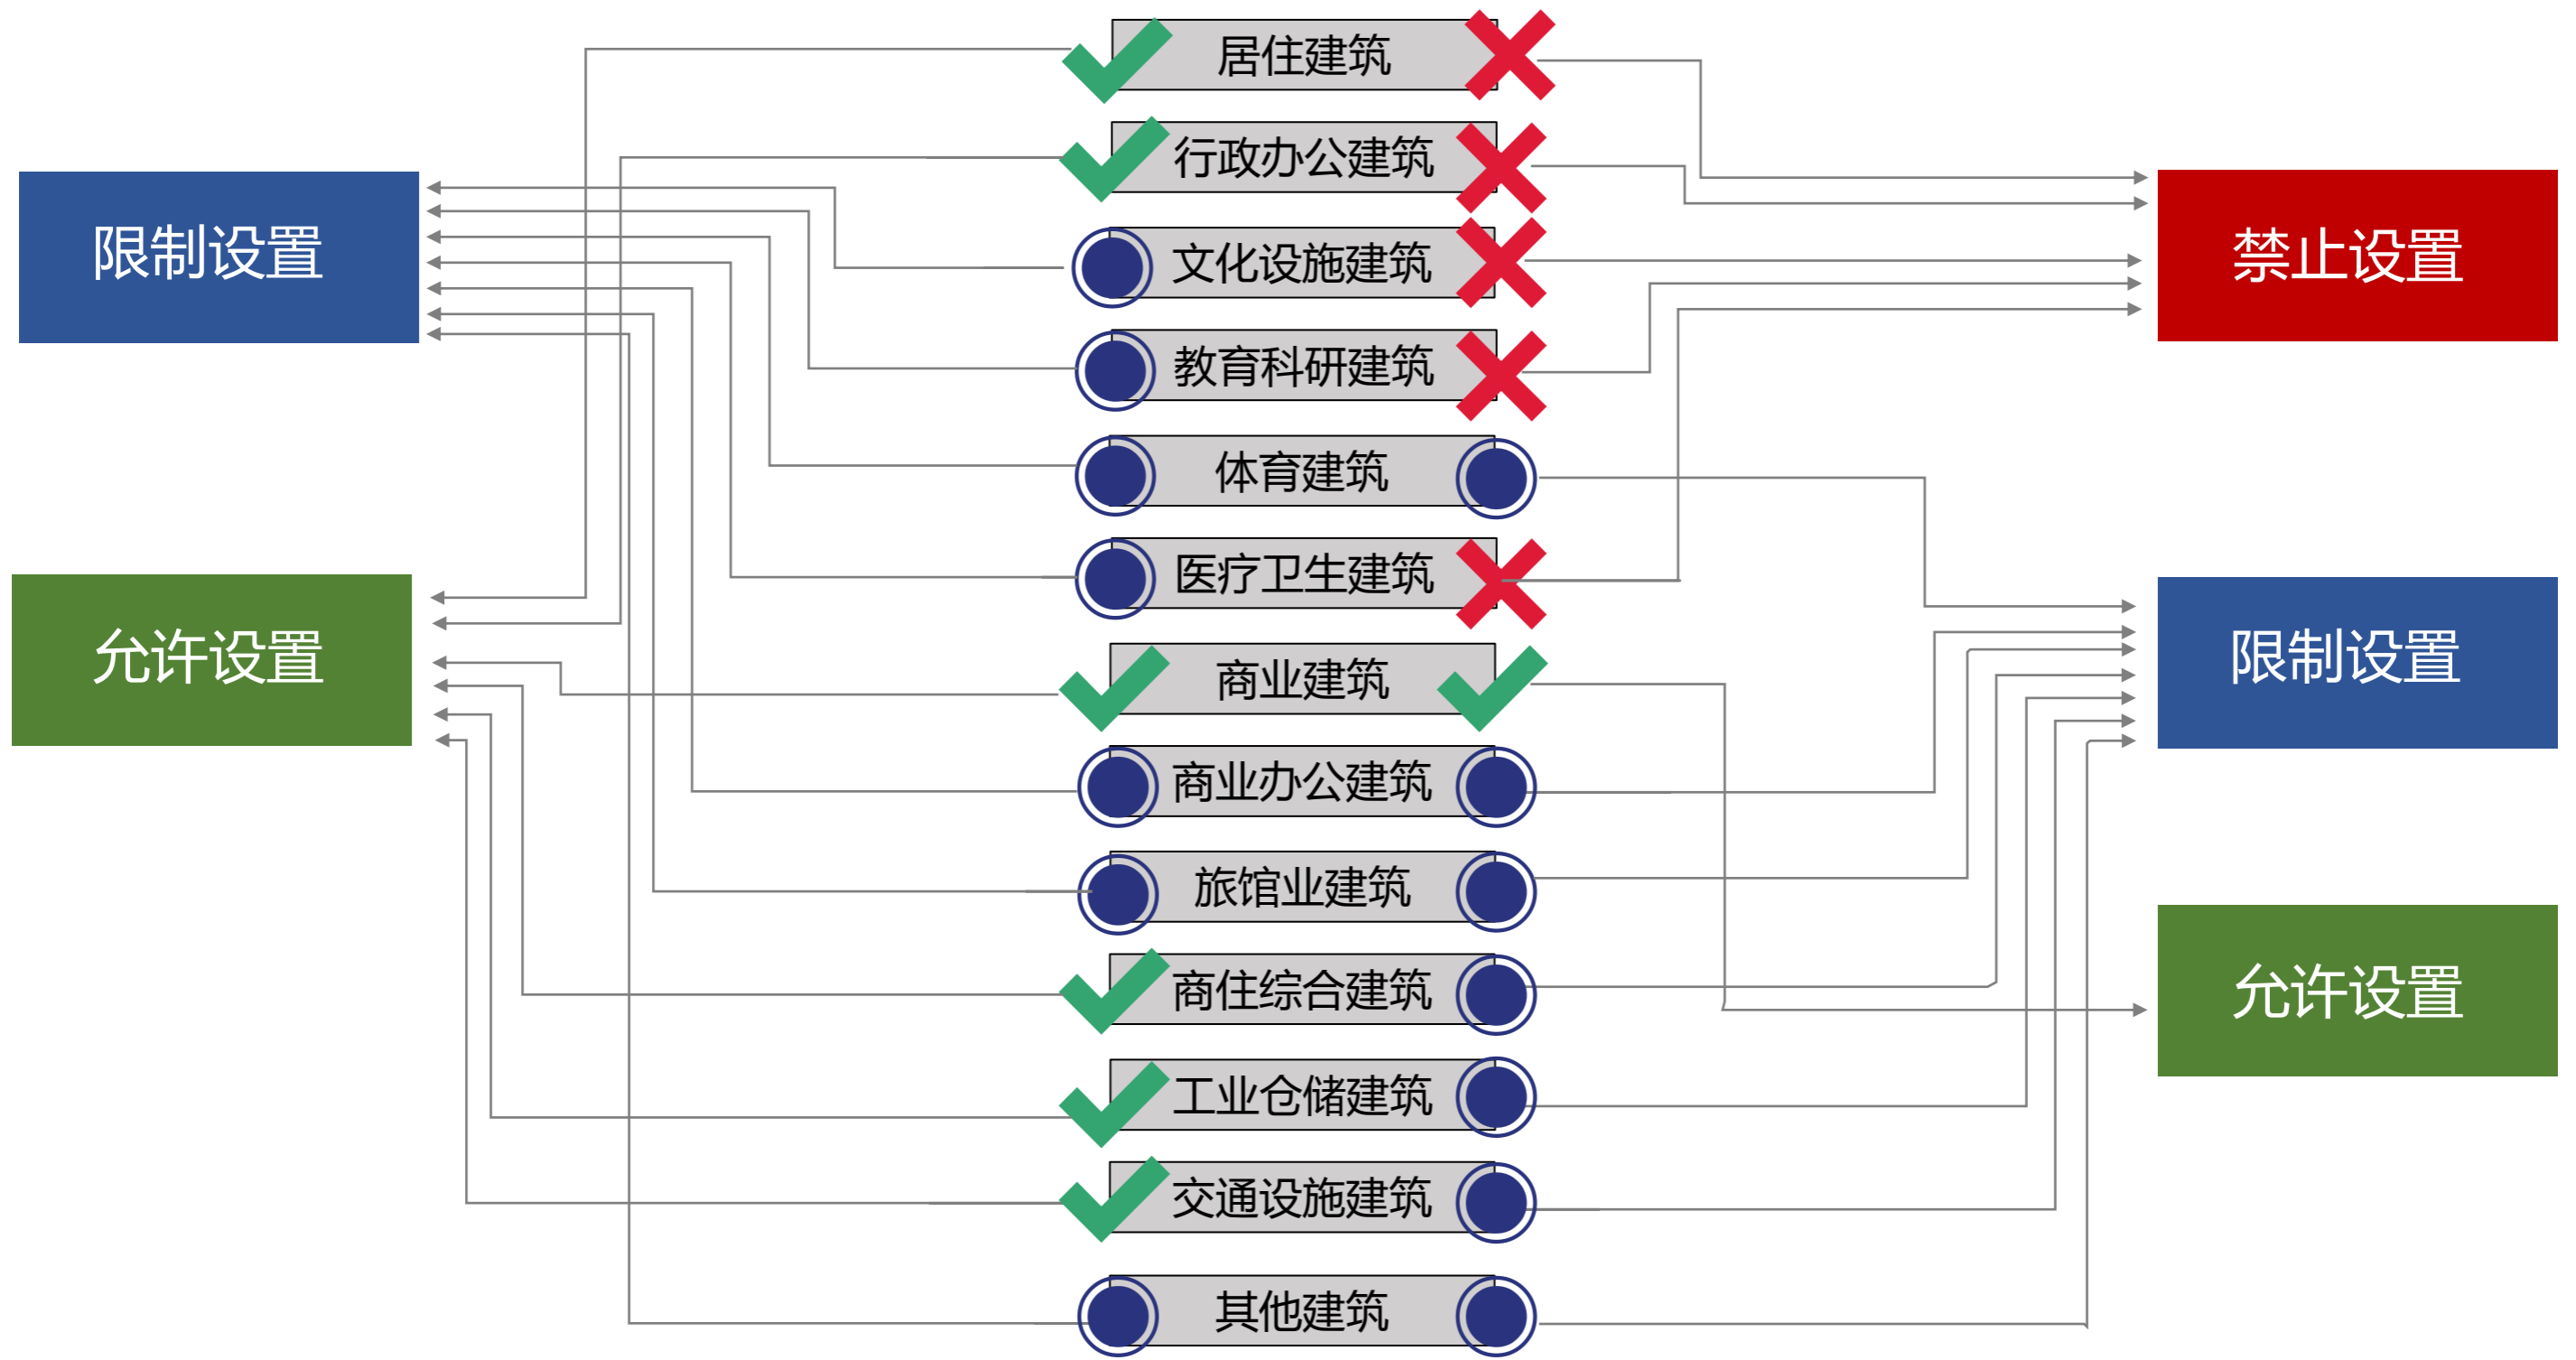 限制设置
允许设置
居住建筑
行政办公建筑
文化设施建筑
教育科研建筑
体育建筑
医疗卫生建筑
商业建筑
商业办公建筑
旅馆业建筑
商住综合建筑
工业仓储建筑
交通设施建筑
其他建筑
禁止设置
限制设置
允许设置